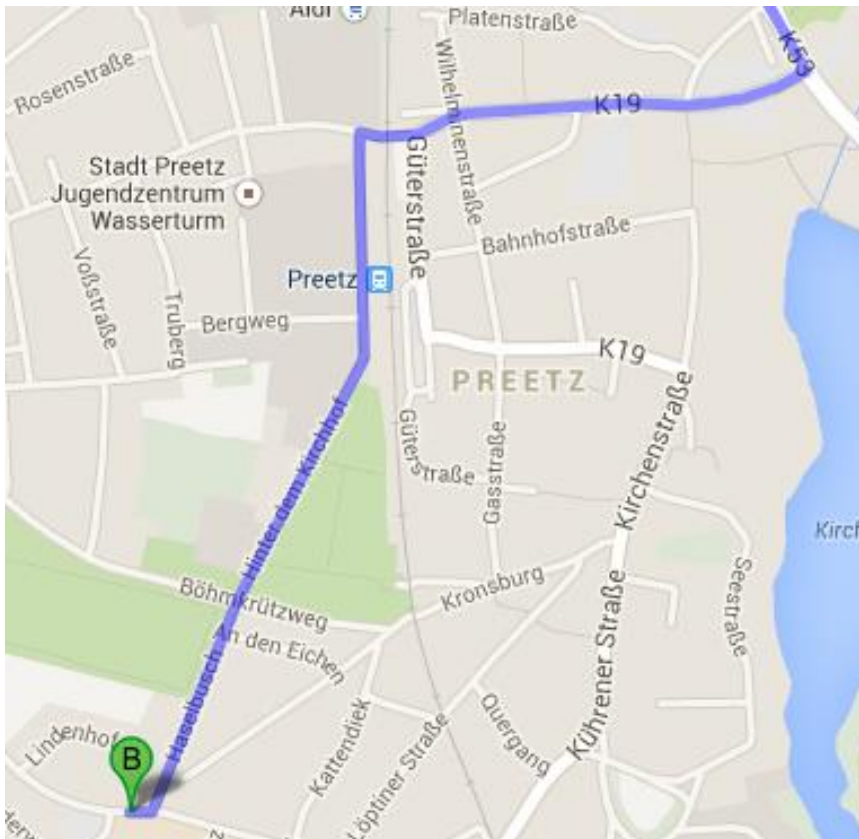 Aldi
Platenstraße
K53
Rosenstraße
Wilhelminenstraße
K19
Stadt Preetz
Jugendzentrum
Wasserturm
Güterstraße
Bahnhofstraße
Voßstraße
Truberg
Preetz
Bergweg
K19
PREETZ
Kirchenstraße
Hinter dem Kirchhof
Güterstraße
Gasstraße
Kirch
Böhmkrützweg
Kronsburg
Seestraße
An den Eichen
Haselbusch
Kührener Straße
Lindenhof
B
Kattendiek
Löptiner Straße
Quergang